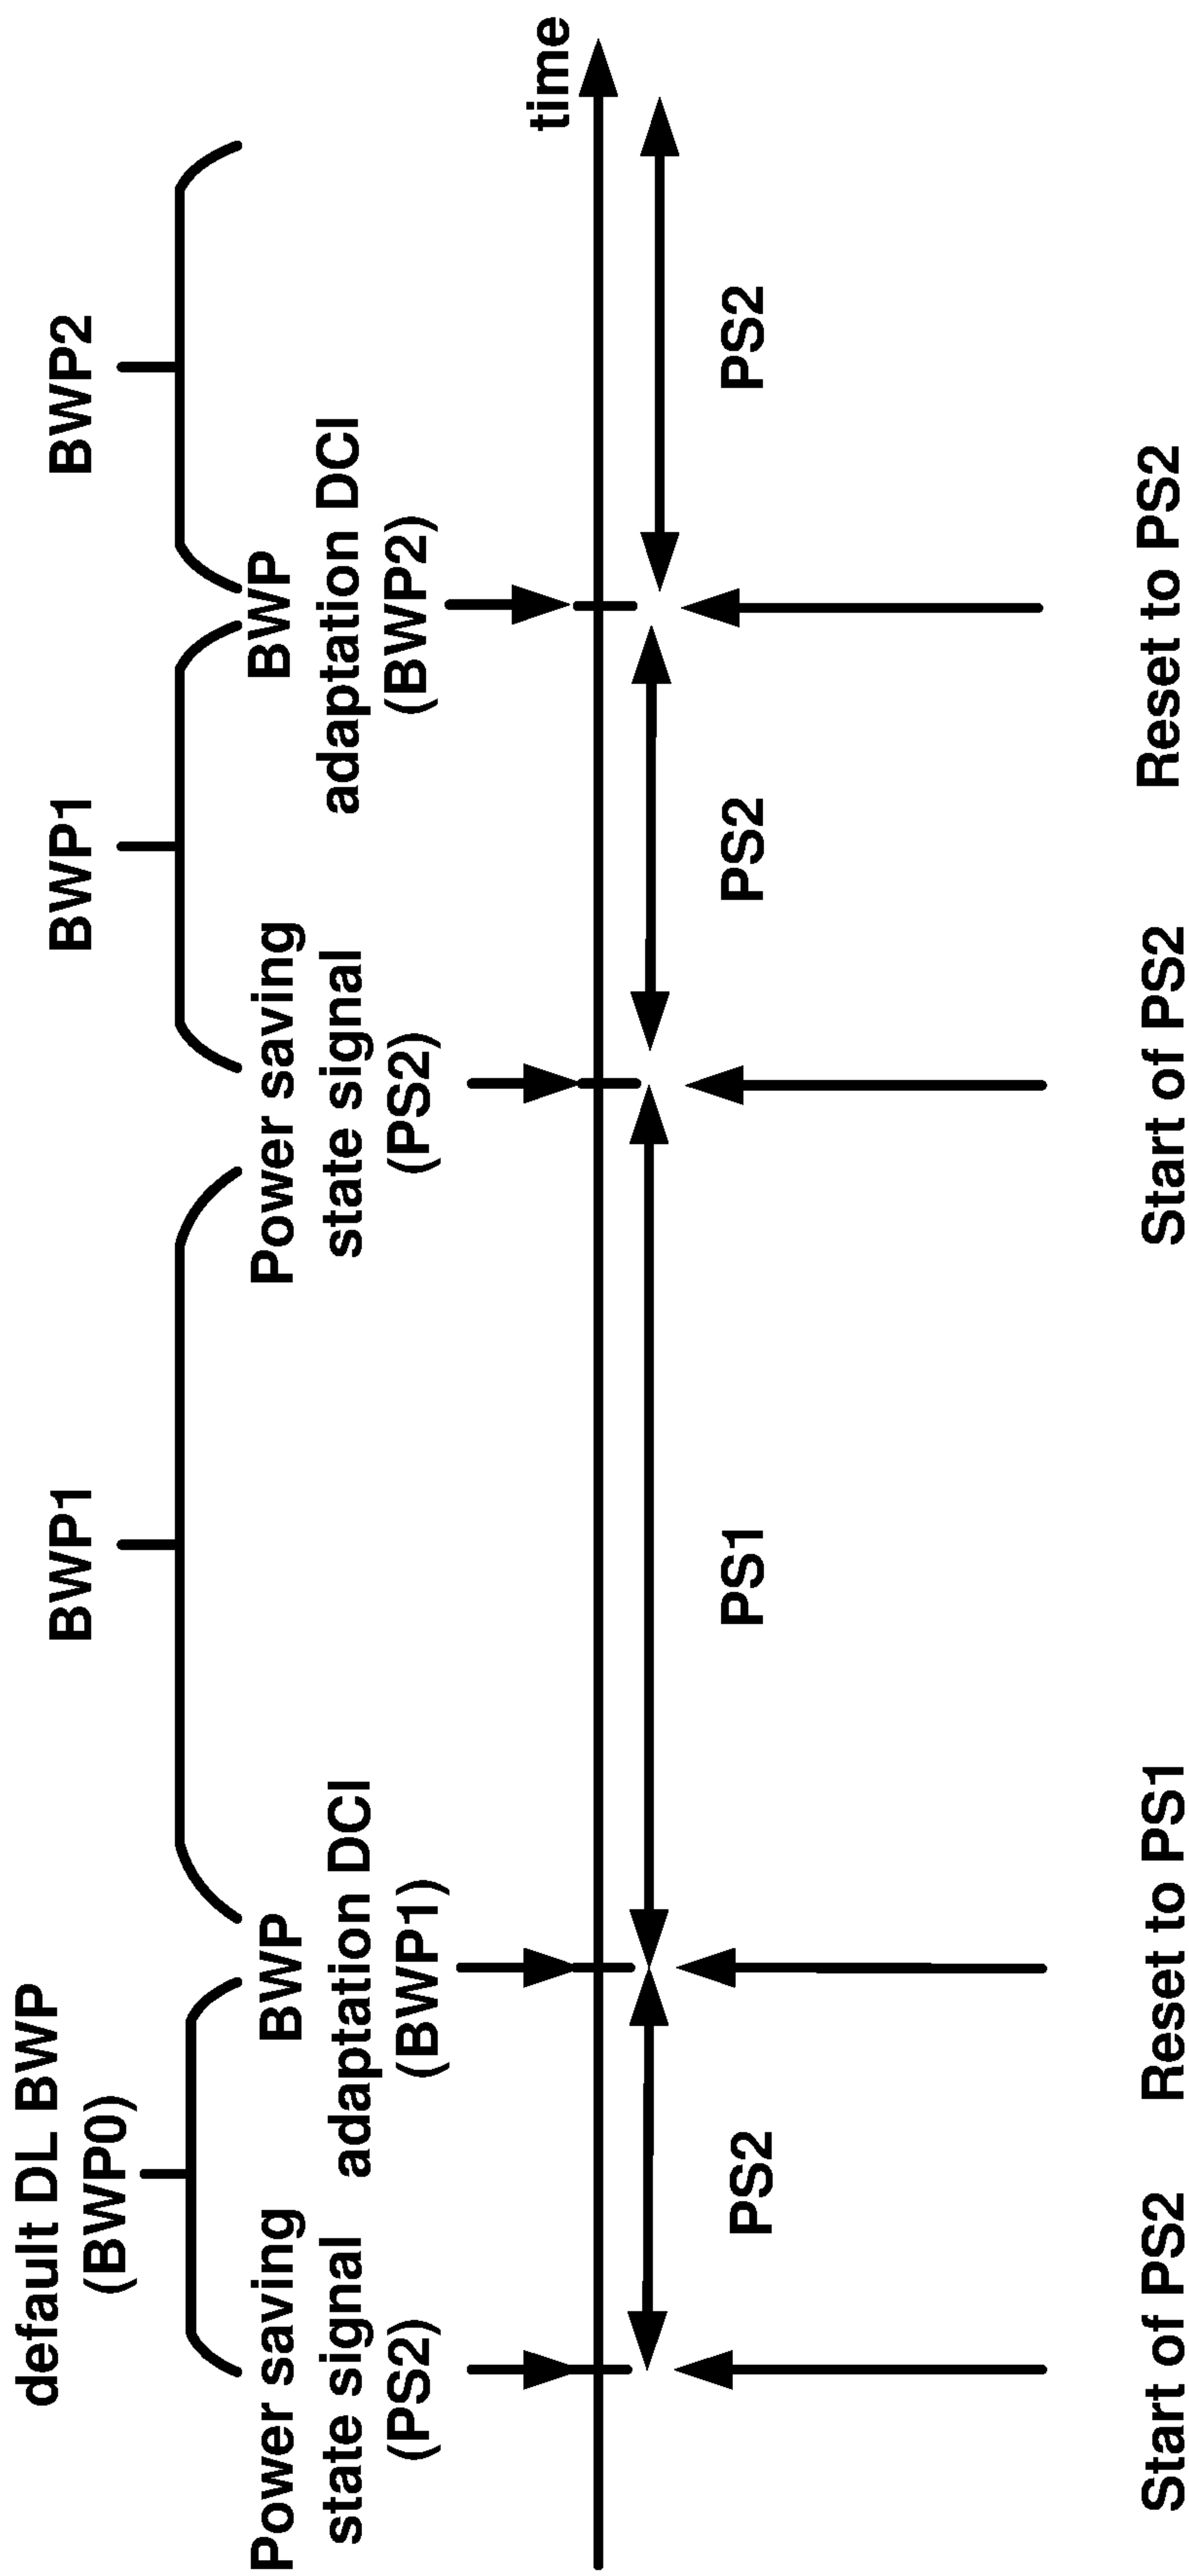 default DL BWP
(BWP0)
BWP1
BWP1
BWP2
Power saving
state signal
(PS2)
BWP
adaptation DCI
(BWP1)
Power saving
state signal
(PS2)
BWP
adaptation DCI
(BWP2)
time
PS2
PS1
PS2
PS2
Start of PS2
Reset to PS1
Start of PS2
Reset to PS2